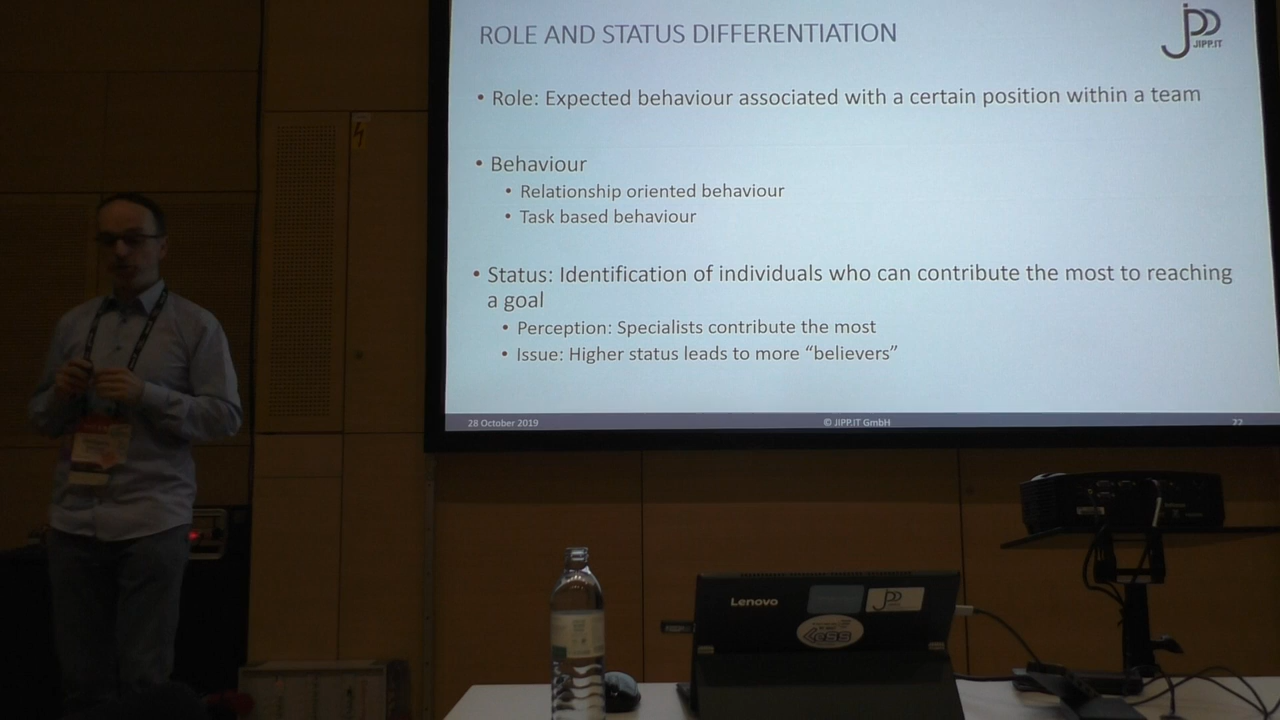 ROLE AND STATUS DIFFERENTIATION
JIPP.IT
• Role: Expected behaviour associated with a certain position within a team
• Behaviour
• Relationship oriented behaviour
• Task based behaviour
• Status: Identification of individuals who can contribute the most to reaching
a goal
• Perception: Specialists contribute the most
• Issue: Higher status leads to more “believers”
28 October 2019
© JIPP.IT GmbH
22
Lenovo
LeSS